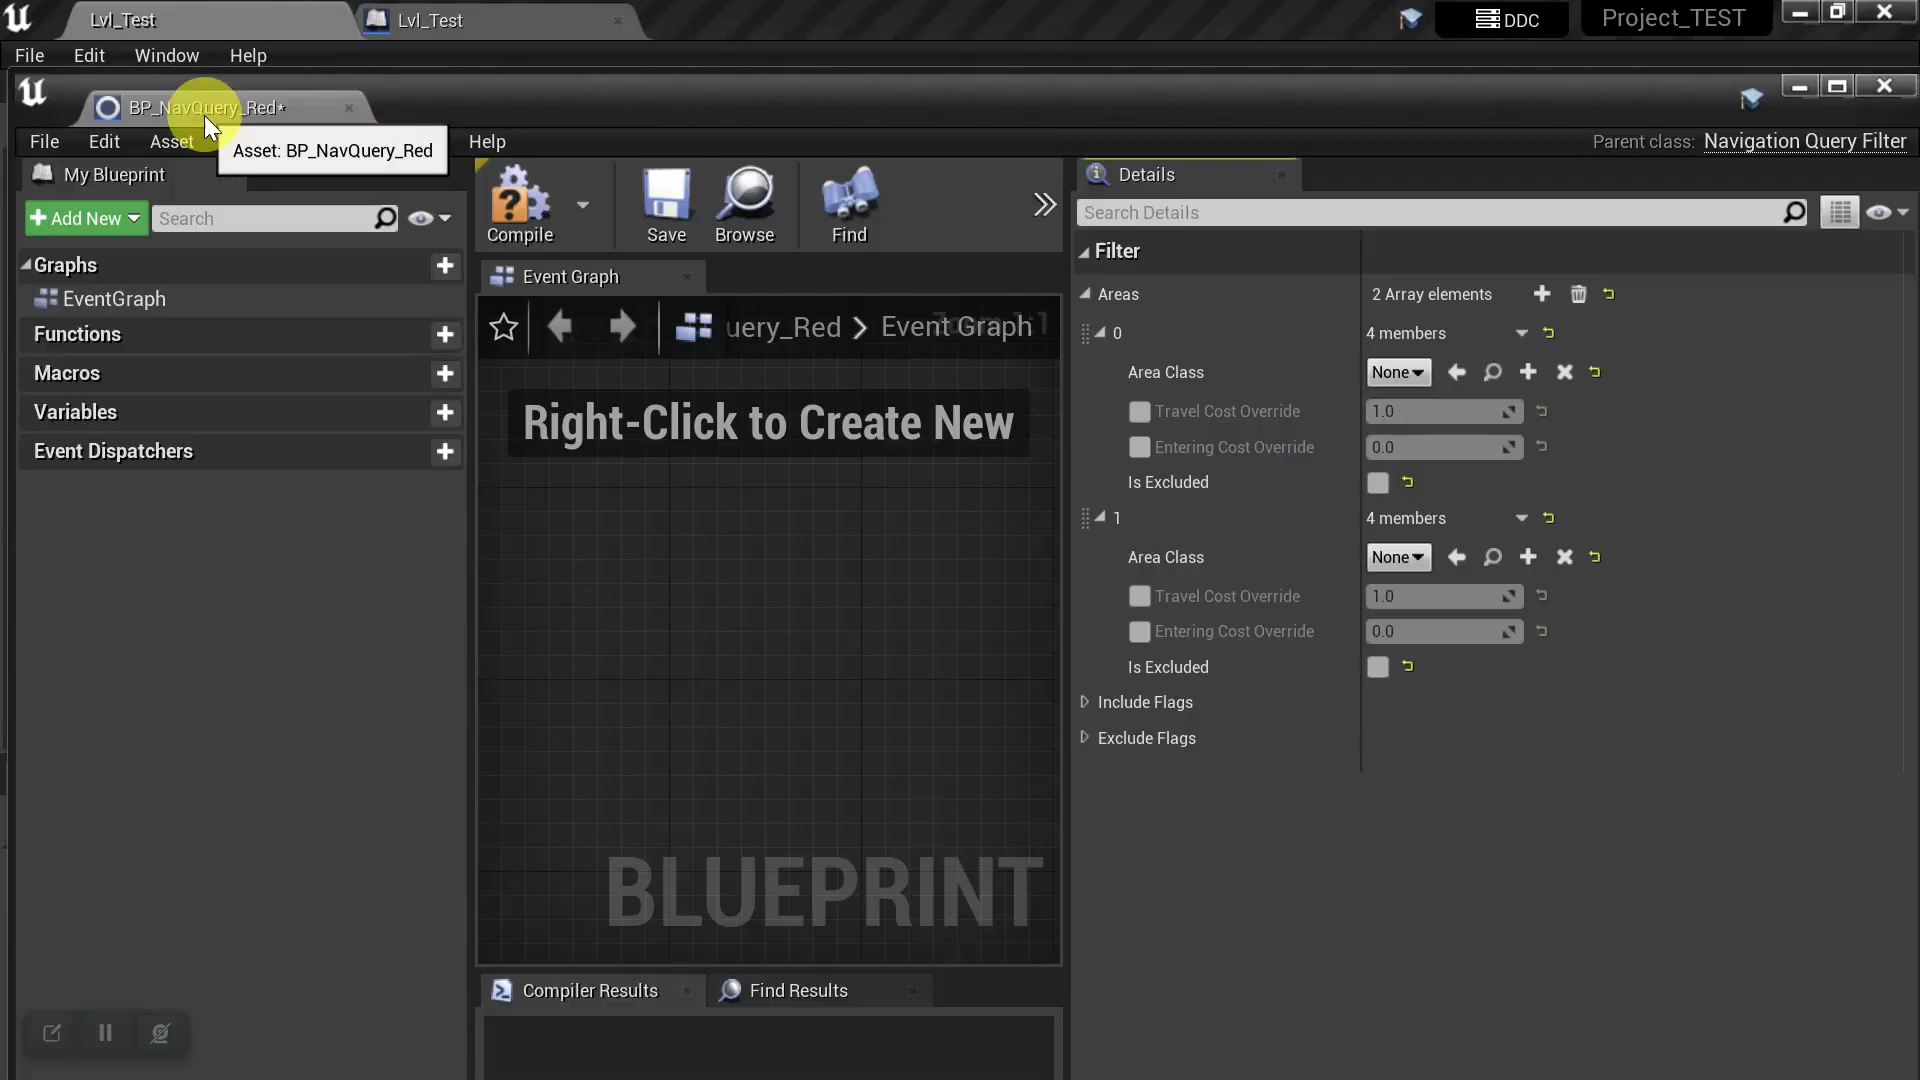 Lvl_Test
Lvl_Test
DDC
Project_TEST
File Edit Window Help
BP_NavQuery_Red*
File Edit Asset Help
Asset: BP_NavQuery_Red
Parent class: Navigation Query Filter
My Blueprint
Add New
Search
Graphs
EventGraph
Functions
Macros
Variables
Event Dispatchers
Compile
Save
Browse
Find
Event Graph
uery_Red > Event Graph
Right-Click to Create New
BLUEPRINT
Compiler Results
Find Results
Details
Search Details
Filter
Areas 2 Array elements
0 4 members
Area Class None
Travel Cost Override 1.0
Entering Cost Override 0.0
Is Excluded
1 4 members
Area Class None
Travel Cost Override 1.0
Entering Cost Override 0.0
Is Excluded
Include Flags
Exclude Flags